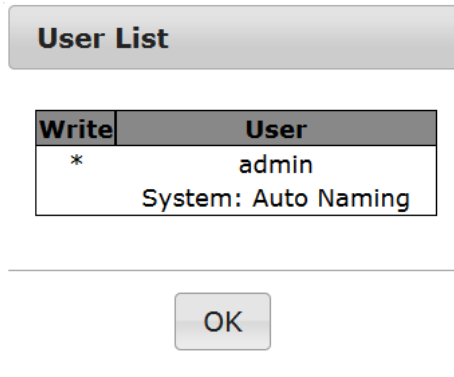 User List
Write User
* admin
System: Auto Naming
OK